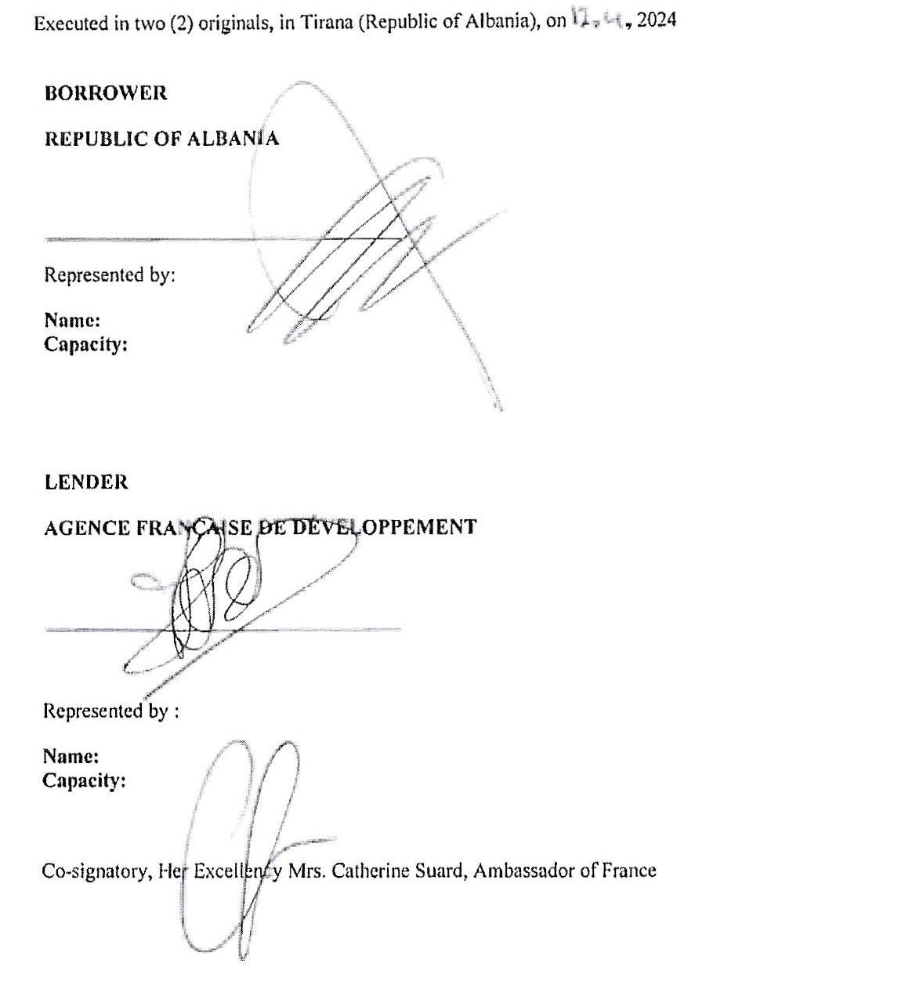 Executed in two (2) originals, in Tirana (Republic of Albania), on 12.4, 2024
BORROWER
REPUBLIC OF ALBANIA
Represented by:
Name:
Capacity:
LENDER
AGENCE FRANÇAISE DE DÉVELOPPEMENT
Represented by :
Name:
Capacity:
Co-signatory, Her Excellency Mrs. Catherine Suard, Ambassador of France